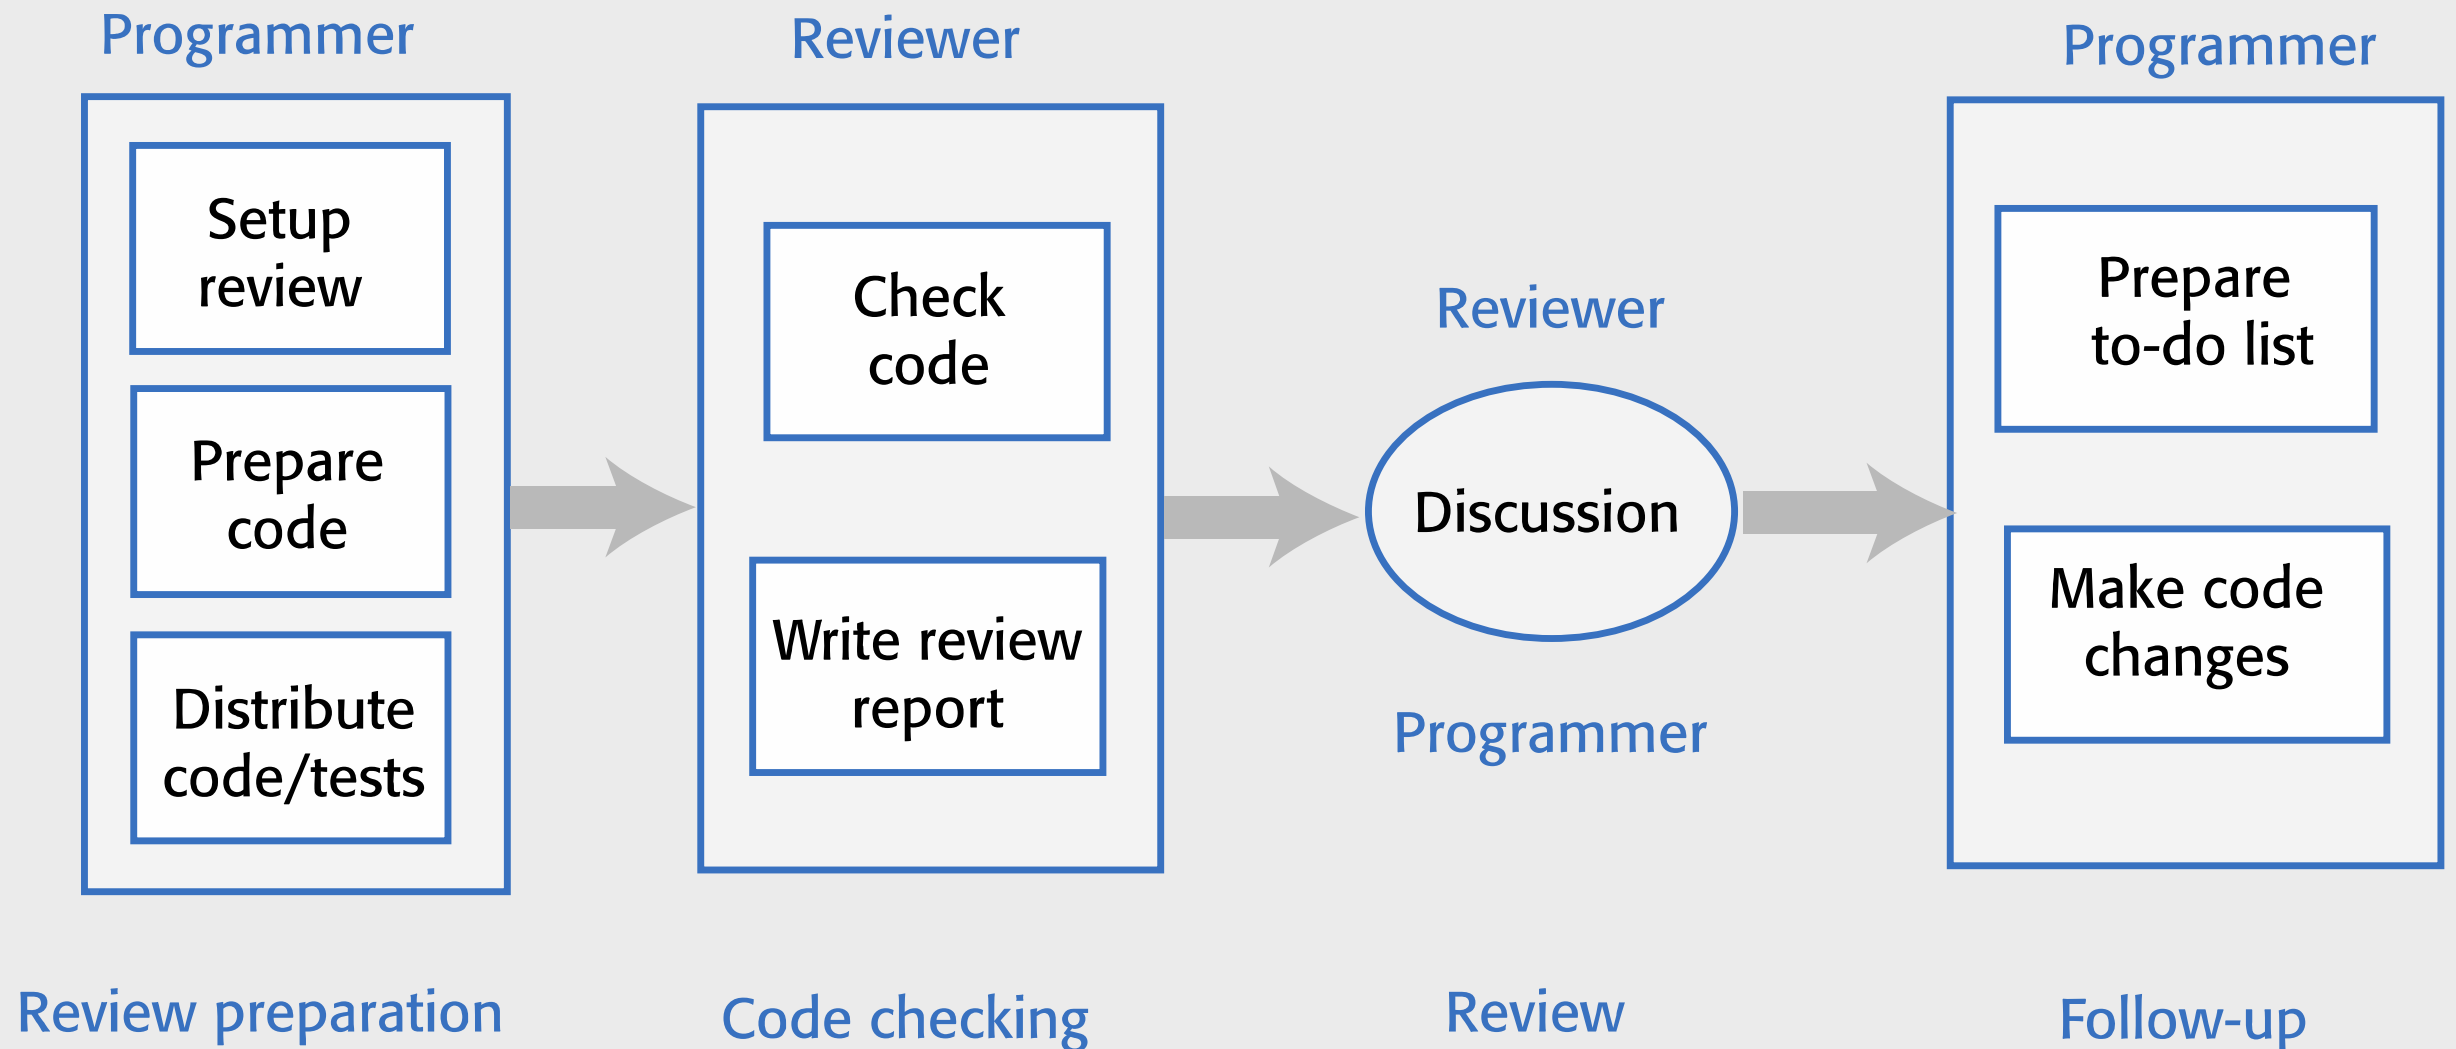 Programmer
Setup
review
Prepare
code
Distribute
code/tests
Review preparation
Reviewer
Check
code
Write review
report
Code checking
Reviewer
Discussion
Programmer
Review
Programmer
Prepare
to-do list
Make code
changes
Follow-up